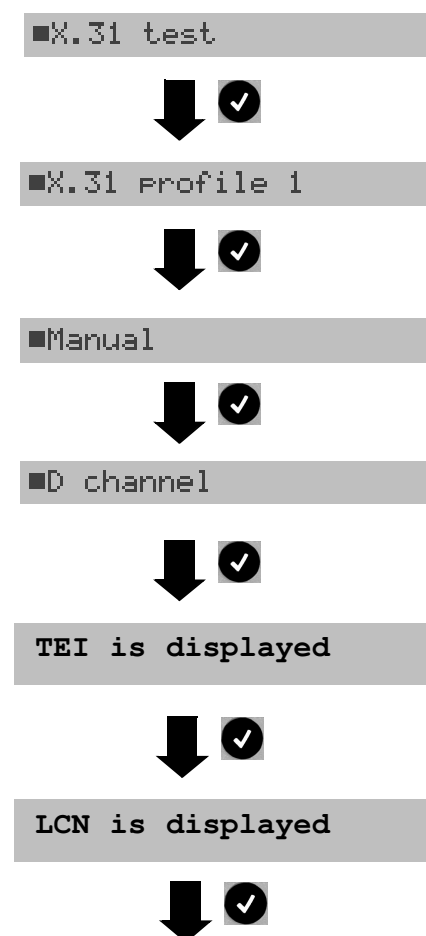 ■X.31 test
■X.31 profile 1
■Manual
■D channel
TEI is displayed
LCN is displayed